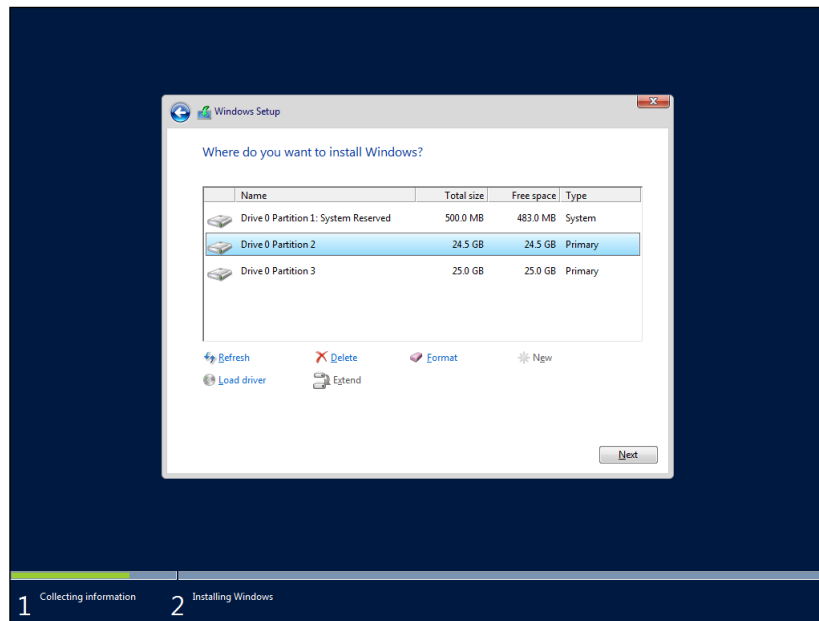 Windows Setup
Where do you want to install Windows?
Name Total size Free space Type
Drive 0 Partition 1: System Reserved 500.0 MB 483.0 MB System
Drive 0 Partition 2 24.5 GB 24.5 GB Primary
Drive 0 Partition 3 25.0 GB 25.0 GB Primary
Refresh Delete Format New
Load driver Extend
Next
1 Collecting information 2 Installing Windows